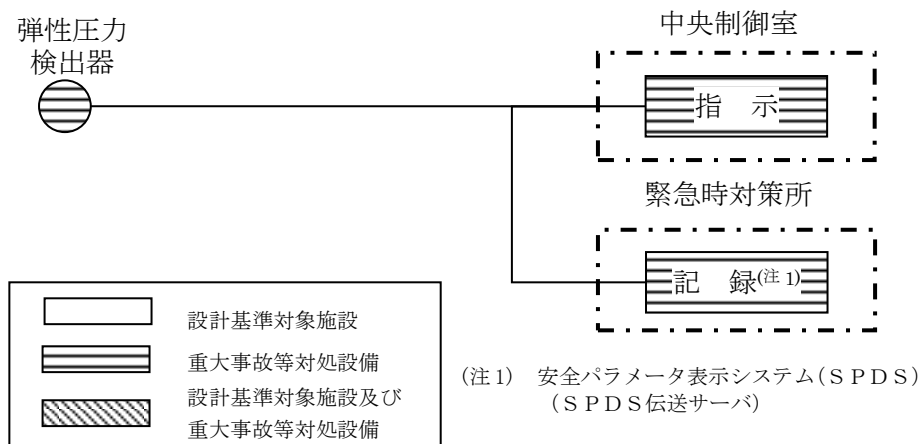 弾性圧力
検出器
中央制御室
指　示
緊急時対策所
記　録(注1)
設計基準対象施設
重大事故等対処設備
設計基準対象施設及び
重大事故等対処設備
(注1)　安全パラメータ表示システム(ＳＰＤＳ)
(ＳＰＤＳ伝送サーバ)